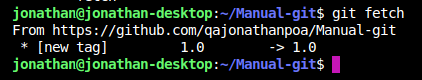 fetch
jonathan@jonathan-desktop:~/Manual-git$ git fetch
From https://github.com/qajonathanpoa/Manual-git
 * [new tag]         1.0        -> 1.0
jonathan@jonathan-desktop:~/Manual-git$